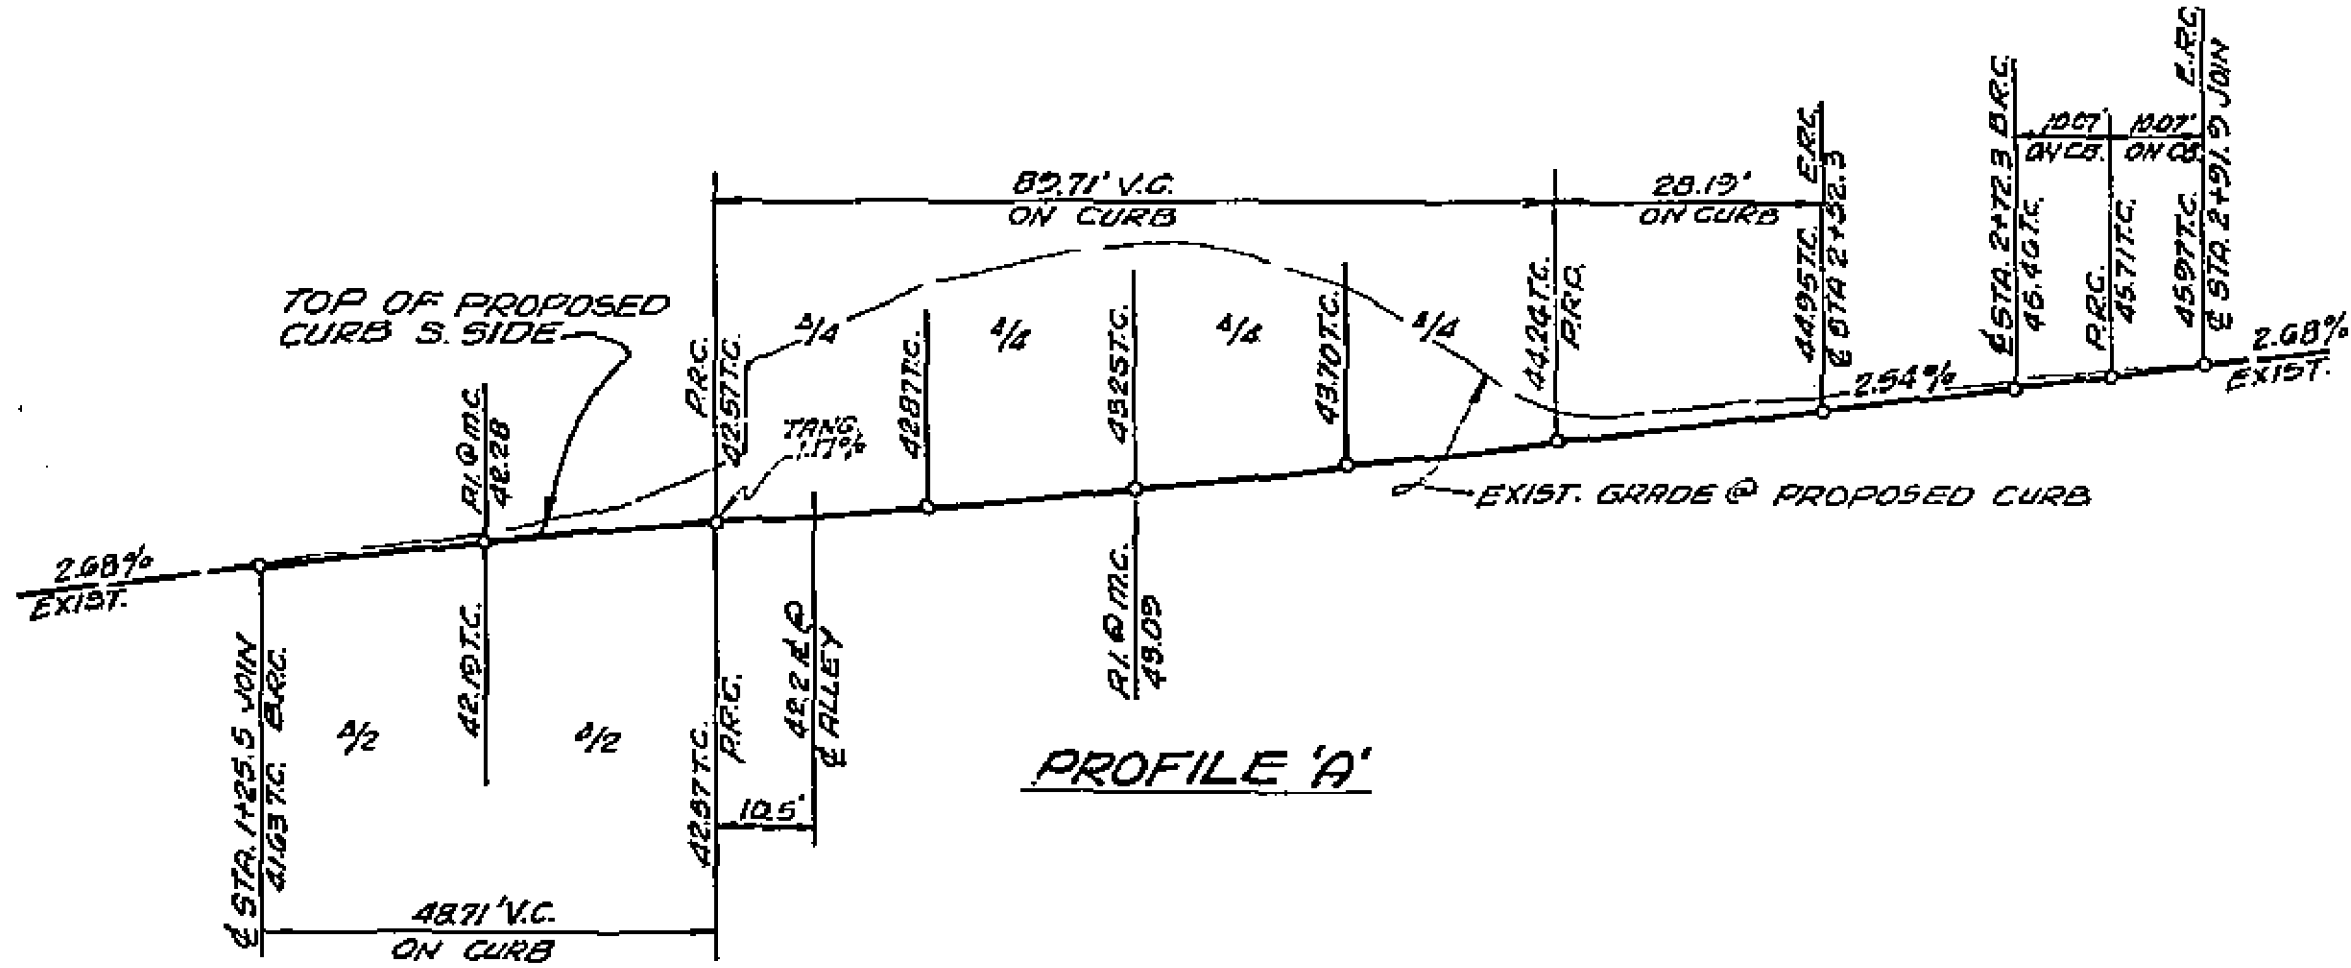 TOP OF PROPOSED
CURB S. SIDE
2.68%
EXIST.
℄ STA. 1+25.5 JOIN
41.63 T.C. B.R.C.
Δ/2
P.I. @ M.C.
42.28
42.19 T.C.
Δ/2
48.71' V.C.
ON CURB
P.R.C.
42.57 T.C.
42.57 T.C.
P.R.C.
TANG.
1.17%
10.5'
42.2 ℄ @
℄ ALLEY
89.71' V.C.
ON CURB
Δ/4
42.87 T.C.
Δ/4
43.25 T.C.
P.I. @ M.C.
43.09
Δ/4
43.70 T.C.
Δ/4
44.24 T.C.
P.R.C.
28.19'
ON CURB
EXIST. GRADE @ PROPOSED CURB
44.95 T.C. E.R.C.
℄ STA 2+52.3
2.54%
℄ STA. 2+72.3 B.R.C.
45.46 T.C.
10.07'
ON CB.
P.R.C.
45.71 T.C.
10.07'
ON CB.
45.97 T.C. E.R.C.
℄ STA. 2+91.9 JOIN
2.68%
EXIST.
PROFILE 'A'